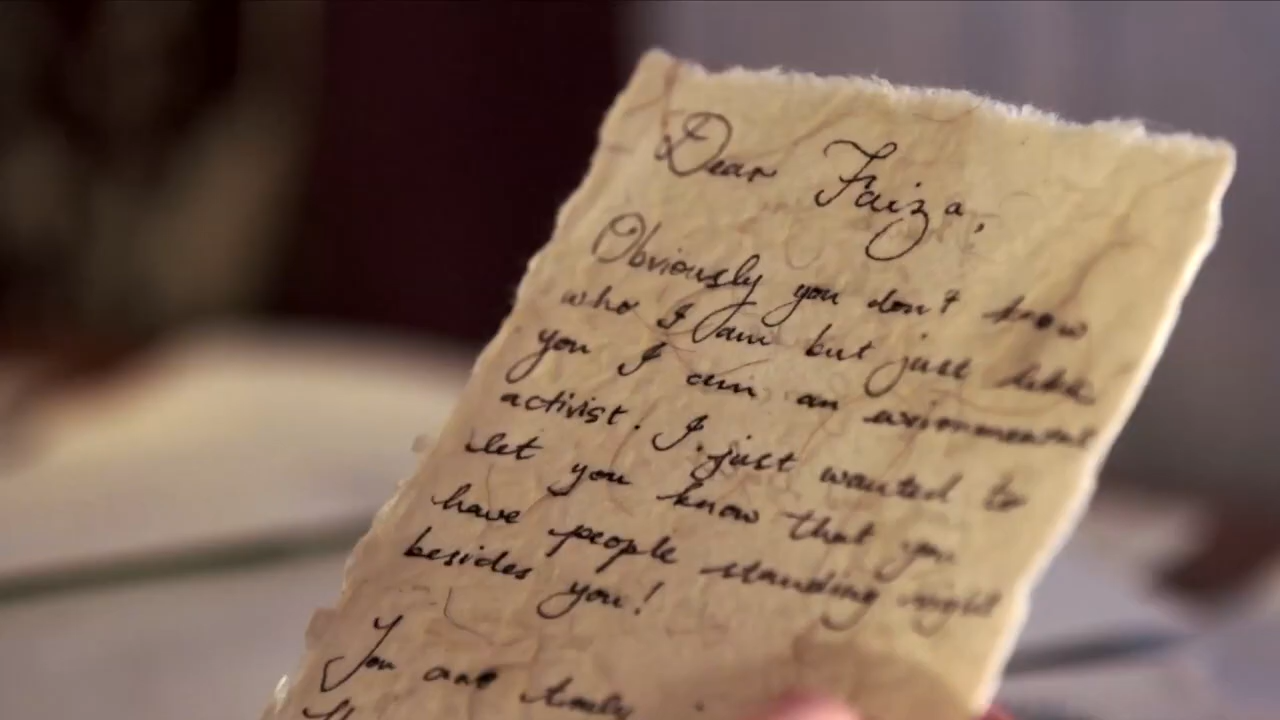 Dear Faiza,
Obviously you don't know
who I am but just like
you I am an
activist. I just wanted to
let you know that you
have people standing right
besides you!
You are truly